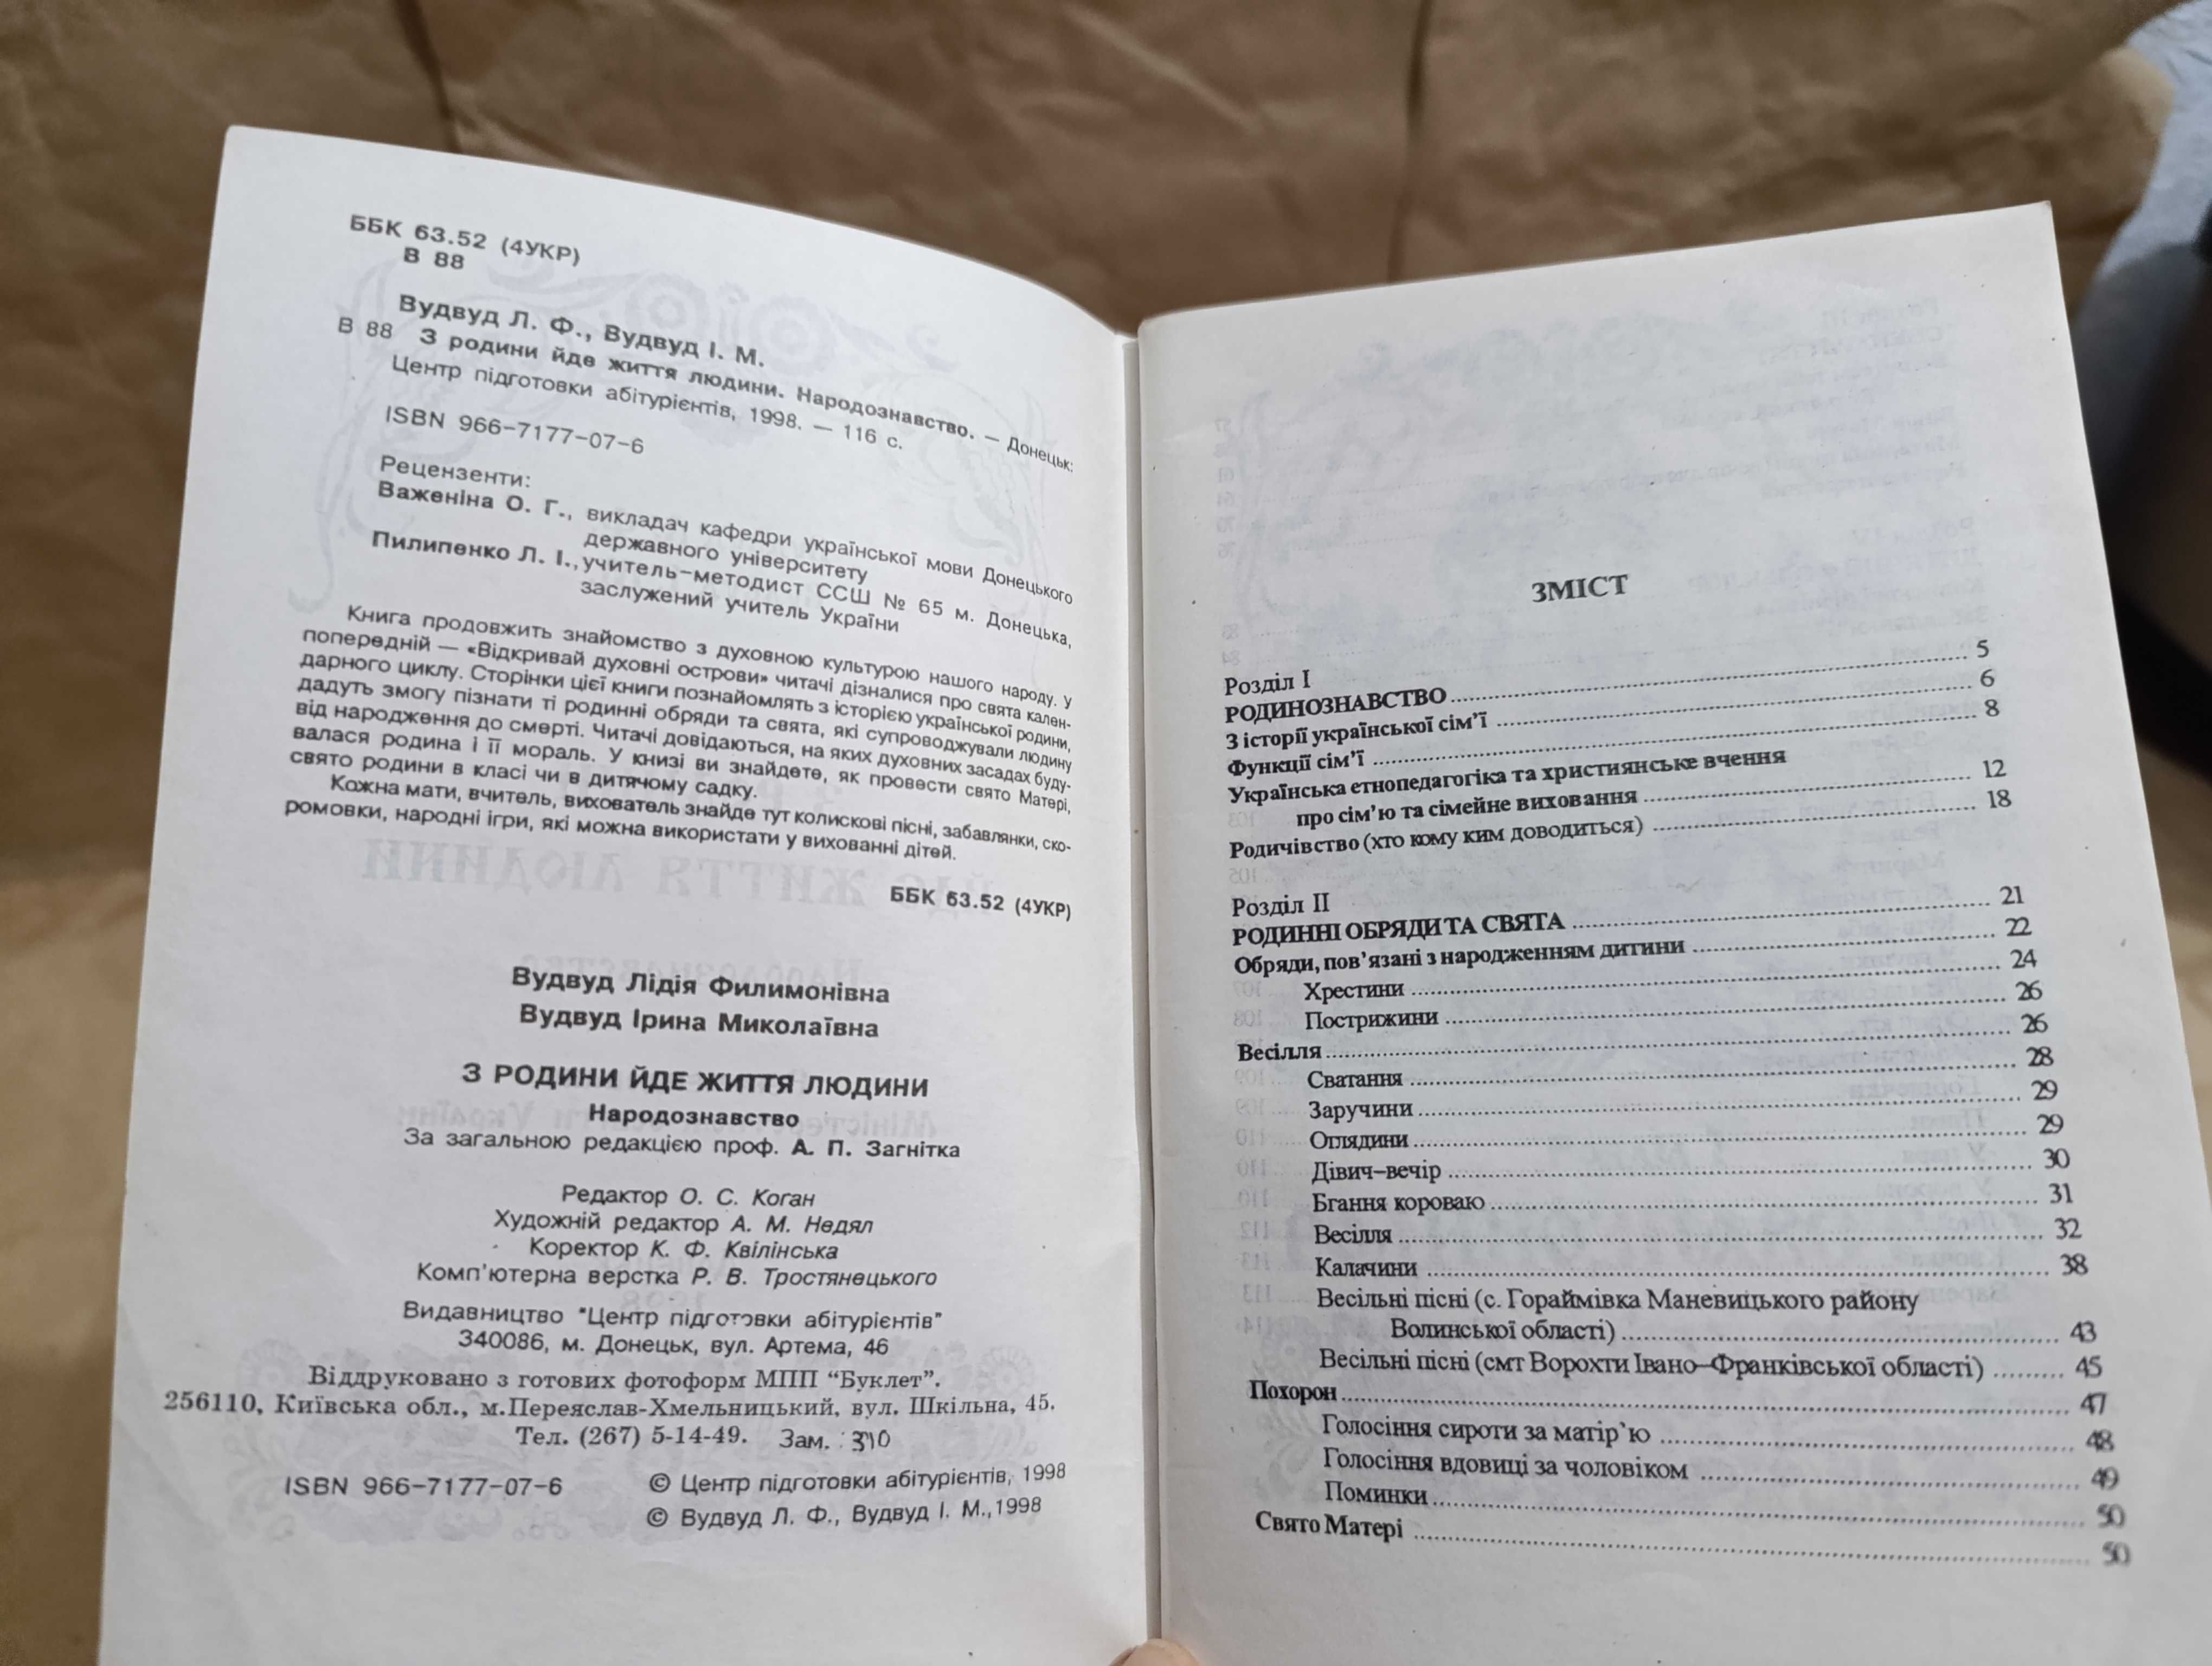 ББК 63.52 (4УКР)
В 88
Вудвуд Л. Ф., Вудвуд І. М.
В 88 З родини йде життя людини. Народознавство. — Донецьк:
Центр підготовки абітурієнтів, 1998. — 116 с.
ISBN 966-7177-07-6
Рецензенти:
Важеніна О. Г., викладач кафедри української мови Донецького
державного університету
Пилипенко Л. І., учитель-методист ССШ № 65 м. Донецька,
заслужений учитель України
Книга продовжить знайомство з духовною культурою нашого народу. У
попередній — «Відкривай духовні острови» читачі дізналися про свята кален-
дарного циклу. Сторінки цієї книги познайомлять з історією української родини,
дадуть змогу пізнати ті родинні обряди та свята, які супроводжували людину
від народження до смерті. Читачі довідаються, на яких духовних засадах буду-
валася родина і її мораль. У книзі ви знайдете, як провести свято Матері,
свято родини в класі чи в дитячому садку.
Кожна мати, вчитель, вихователь знайде тут колискові пісні, забавлянки, ско-
ромовки, народні ігри, які можна використати у вихованні дітей.
ББК 63.52 (4УКР)
Вудвуд Лідія Филимонівна
Вудвуд Ірина Миколаївна
З РОДИНИ ЙДЕ ЖИТТЯ ЛЮДИНИ
Народознавство
За загальною редакцією проф. А. П. Загнітка
Редактор О. С. Коган
Художній редактор А. М. Недял
Коректор К. Ф. Квілінська
Комп'ютерна верстка Р. В. Тростянецького
Видавництво "Центр підготовки абітурієнтів"
340086, м. Донецьк, вул. Артема, 46
Віддруковано з готових фотоформ МПП “Буклет”.
256110, Київська обл., м.Переяслав-Хмельницький, вул. Шкільна, 45.
Тел. (267) 5-14-49. Зам. 310
ISBN 966-7177-07-6
© Центр підготовки абітурієнтів, 1998
© Вудвуд Л. Ф., Вудвуд І. М., 1998
ЗМІСТ
Розділ І
РОДИНОЗНАВСТВО ..... 5
З історії української сім'ї ..... 6
Функції сім'ї ..... 8
Українська етнопедагогіка та християнське вчення
про сім'ю та сімейне виховання ..... 12
Родичівство (хто кому ким доводиться) ..... 18
Розділ ІІ
РОДИННІ ОБРЯДИ ТА СВЯТА ..... 21
Обряди, пов'язані з народженням дитини ..... 22
Хрестини ..... 24
Пострижини ..... 26
Весілля ..... 26
Сватання ..... 28
Заручини ..... 29
Оглядини ..... 29
Дівич-вечір ..... 30
Бгання короваю ..... 31
Весілля ..... 32
Калачини ..... 38
Весільні пісні (с. Гораймівка Маневицького району
Волинської області) ..... 43
Весільні пісні (смт Ворохти Івано-Франківської області) ..... 45
Похорон ..... 47
Голосіння сироти за матір'ю ..... 48
Голосіння вдовиці за чоловіком ..... 49
Поминки ..... 50
Свято Матері ..... 50